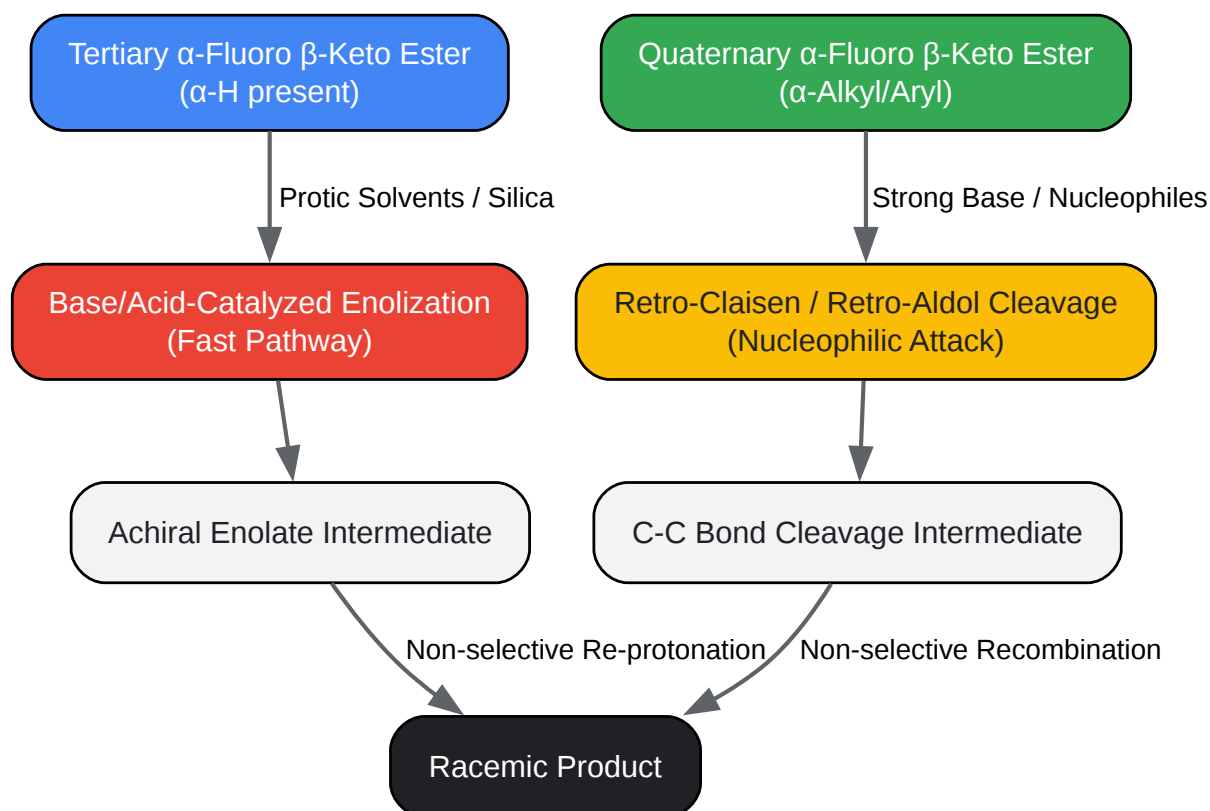 Tertiary α-Fluoro β-Keto Ester
(α-H present)
Quaternary α-Fluoro β-Keto Ester
(α-Alkyl/Aryl)
Protic Solvents / Silica
Strong Base / Nucleophiles
Base/Acid-Catalyzed Enolization
(Fast Pathway)
Retro-Claisen / Retro-Aldol Cleavage
(Nucleophilic Attack)
Achiral Enolate Intermediate
C-C Bond Cleavage Intermediate
Non-selective Re-protonation
Non-selective Recombination
Racemic Product